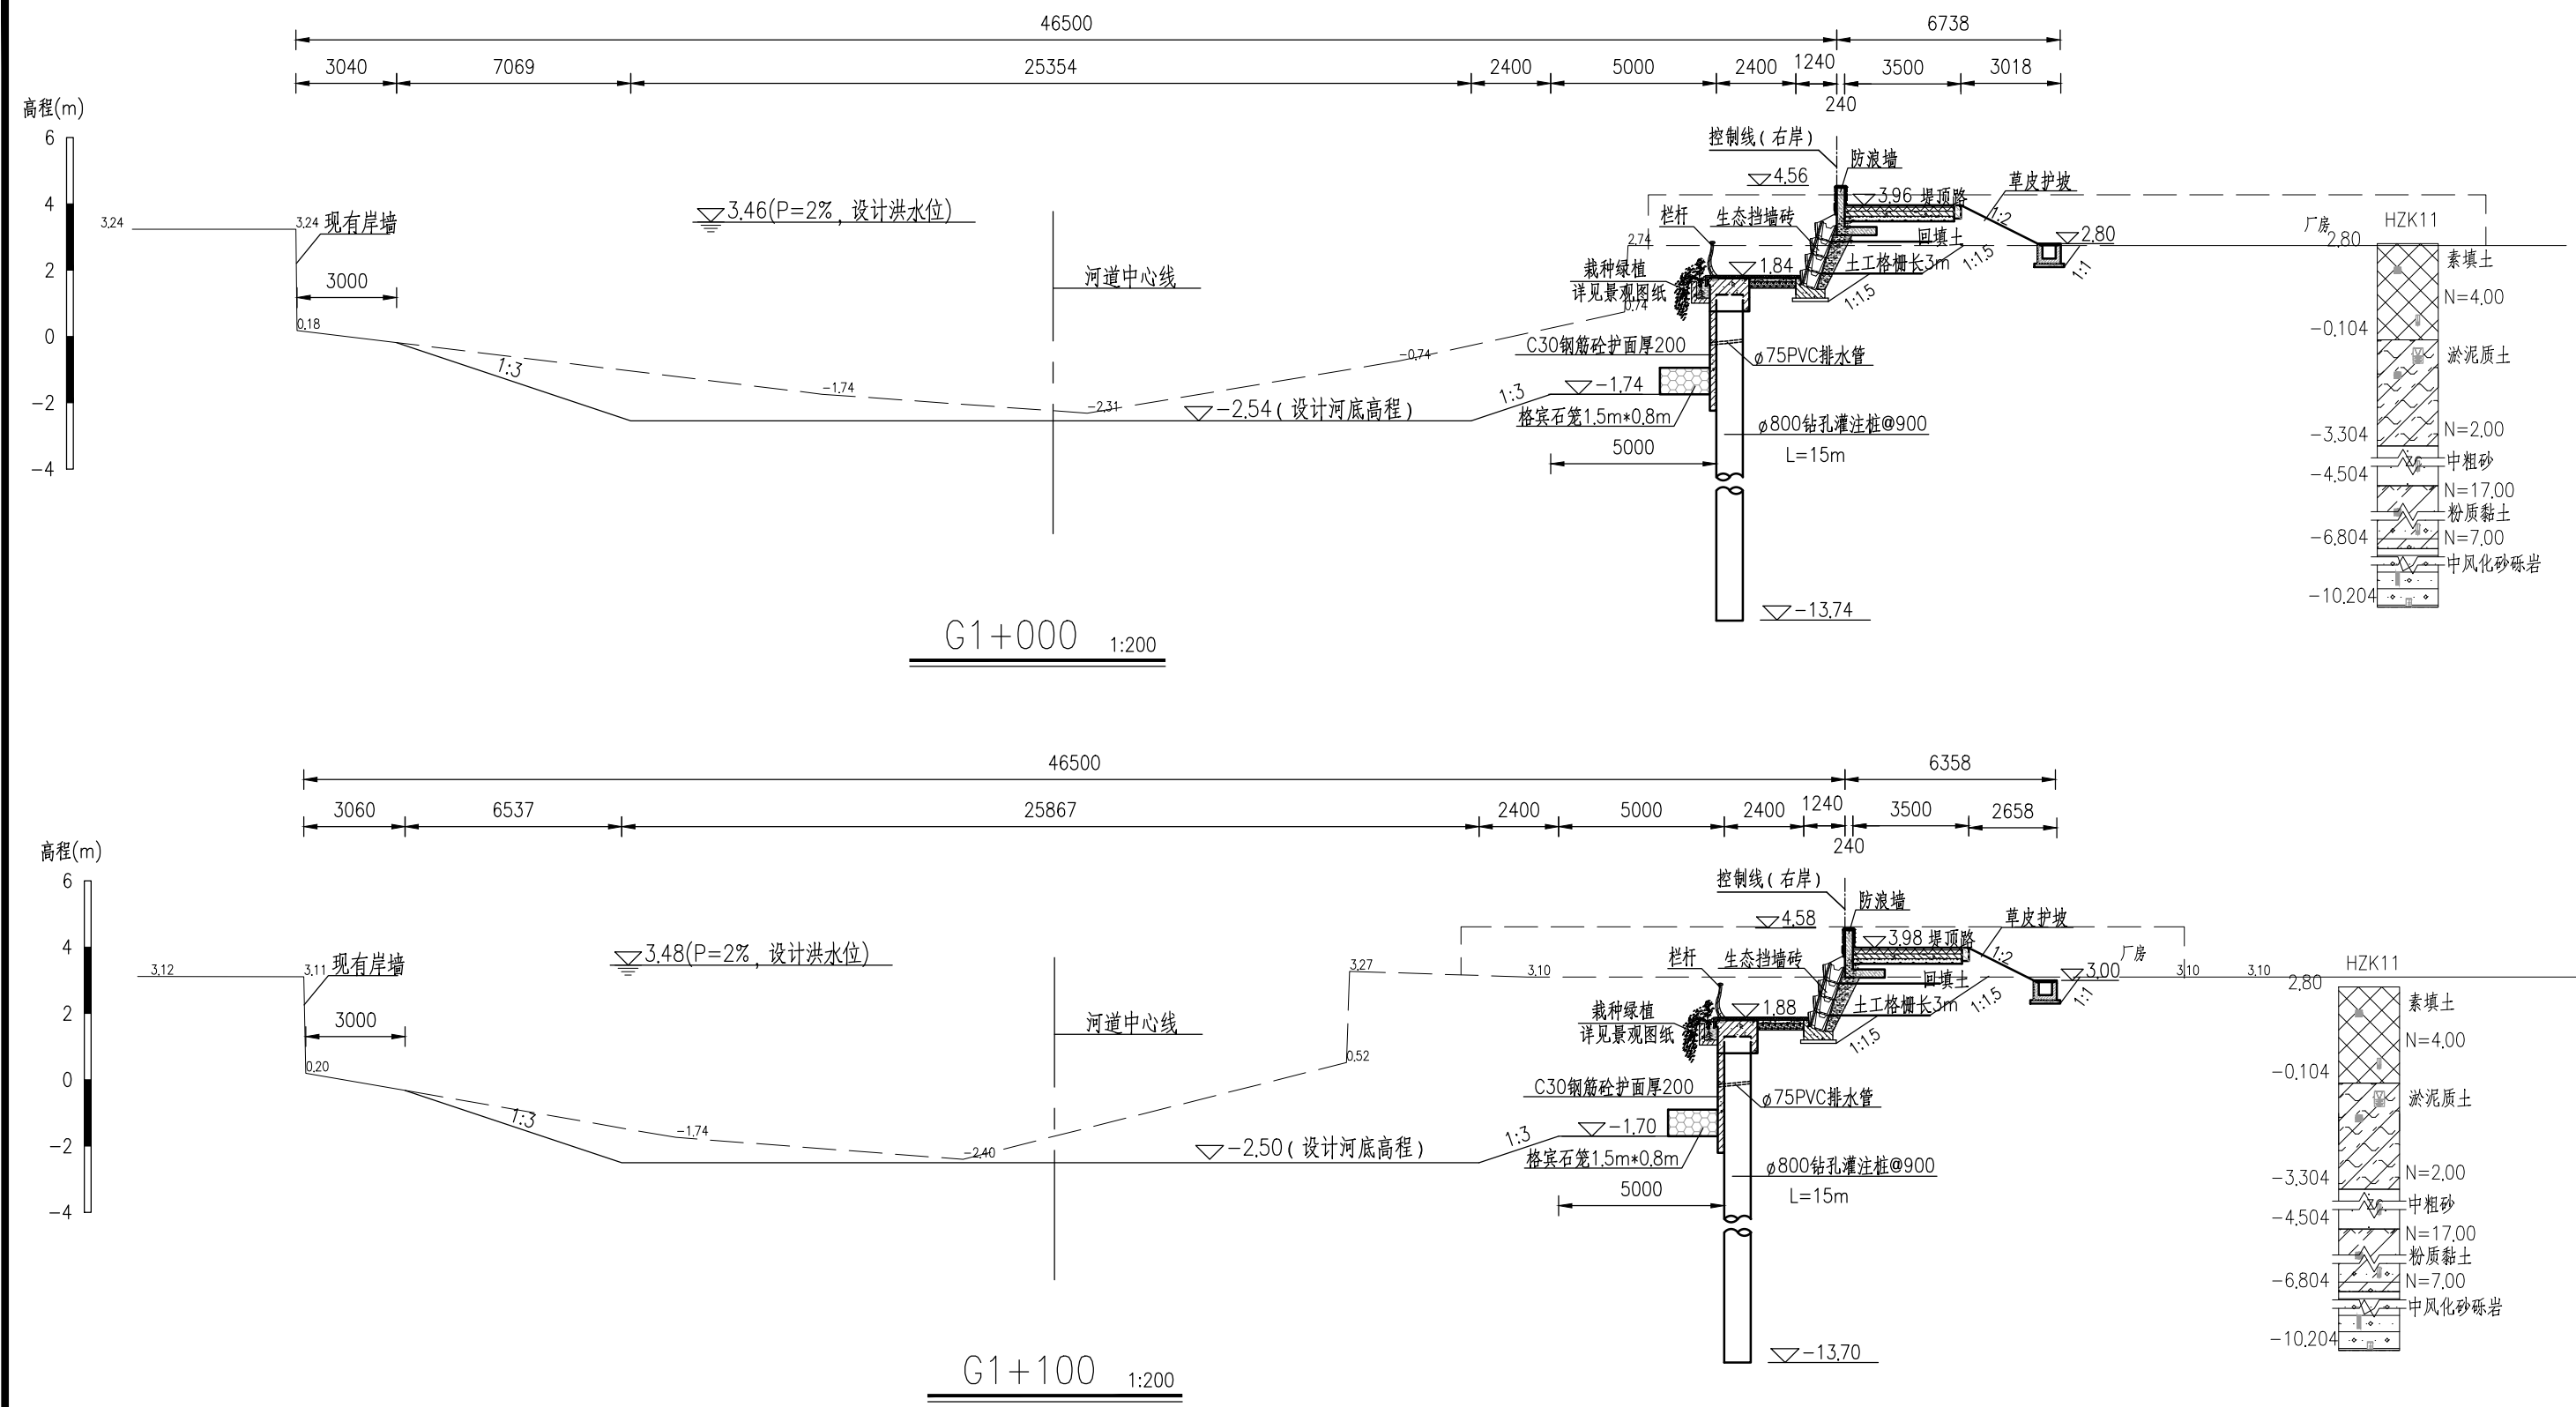 46500
6738
3040
7069
25354
2400
5000
2400
1240
3500
3018
240
高程(m)
6
4
2
0
-2
-4
控制线(右岸)
防浪墙
4.56
3.96 堤顶路
草皮护坡
1:2
3.24
3.24
现有岸墙
3.46(P=2%, 设计洪水位)
栏杆
生态挡墙砖
2.74
回填土
2.80
厂房
2.80
HZK11
3000
河道中心线
栽种绿植
详见景观图纸
1.84
土工格栅长3m
1:1.5
1:1
1:1.5
素填土
N=4.00
0.18
0.74
-0.104
1:3
-1.74
-2.31
-0.74
C30钢筋砼护面厚200
ø75PVC排水管
淤泥质土
-2.54(设计河底高程)
1:3
-1.74
格宾石笼1.5m*0.8m
ø800钻孔灌注桩@900
L=15m
5000
-3.304
N=2.00
中粗砂
-4.504
N=17.00
粉质黏土
-6.804
N=7.00
中风化砂砾岩
-10.204
-13.74
G1+000 1:200
46500
6358
3060
6537
25867
2400
5000
2400
1240
3500
2658
240
高程(m)
6
4
2
0
-2
-4
控制线(右岸)
防浪墙
4.58
3.98 堤顶路
草皮护坡
1:2
3.12
3.11
现有岸墙
3.48(P=2%, 设计洪水位)
3.27
3.10
栏杆
生态挡墙砖
回填土
3.00
厂房
3.10
3.10
2.80
HZK11
3000
河道中心线
栽种绿植
详见景观图纸
1.88
土工格栅长3m
1:1.5
1:1
1:1.5
素填土
N=4.00
0.20
0.52
-0.104
1:3
-1.74
-2.40
C30钢筋砼护面厚200
ø75PVC排水管
淤泥质土
-2.50(设计河底高程)
1:3
-1.70
格宾石笼1.5m*0.8m
ø800钻孔灌注桩@900
L=15m
5000
-3.304
N=2.00
中粗砂
-4.504
N=17.00
粉质黏土
-6.804
N=7.00
中风化砂砾岩
-10.204
-13.70
G1+100 1:200